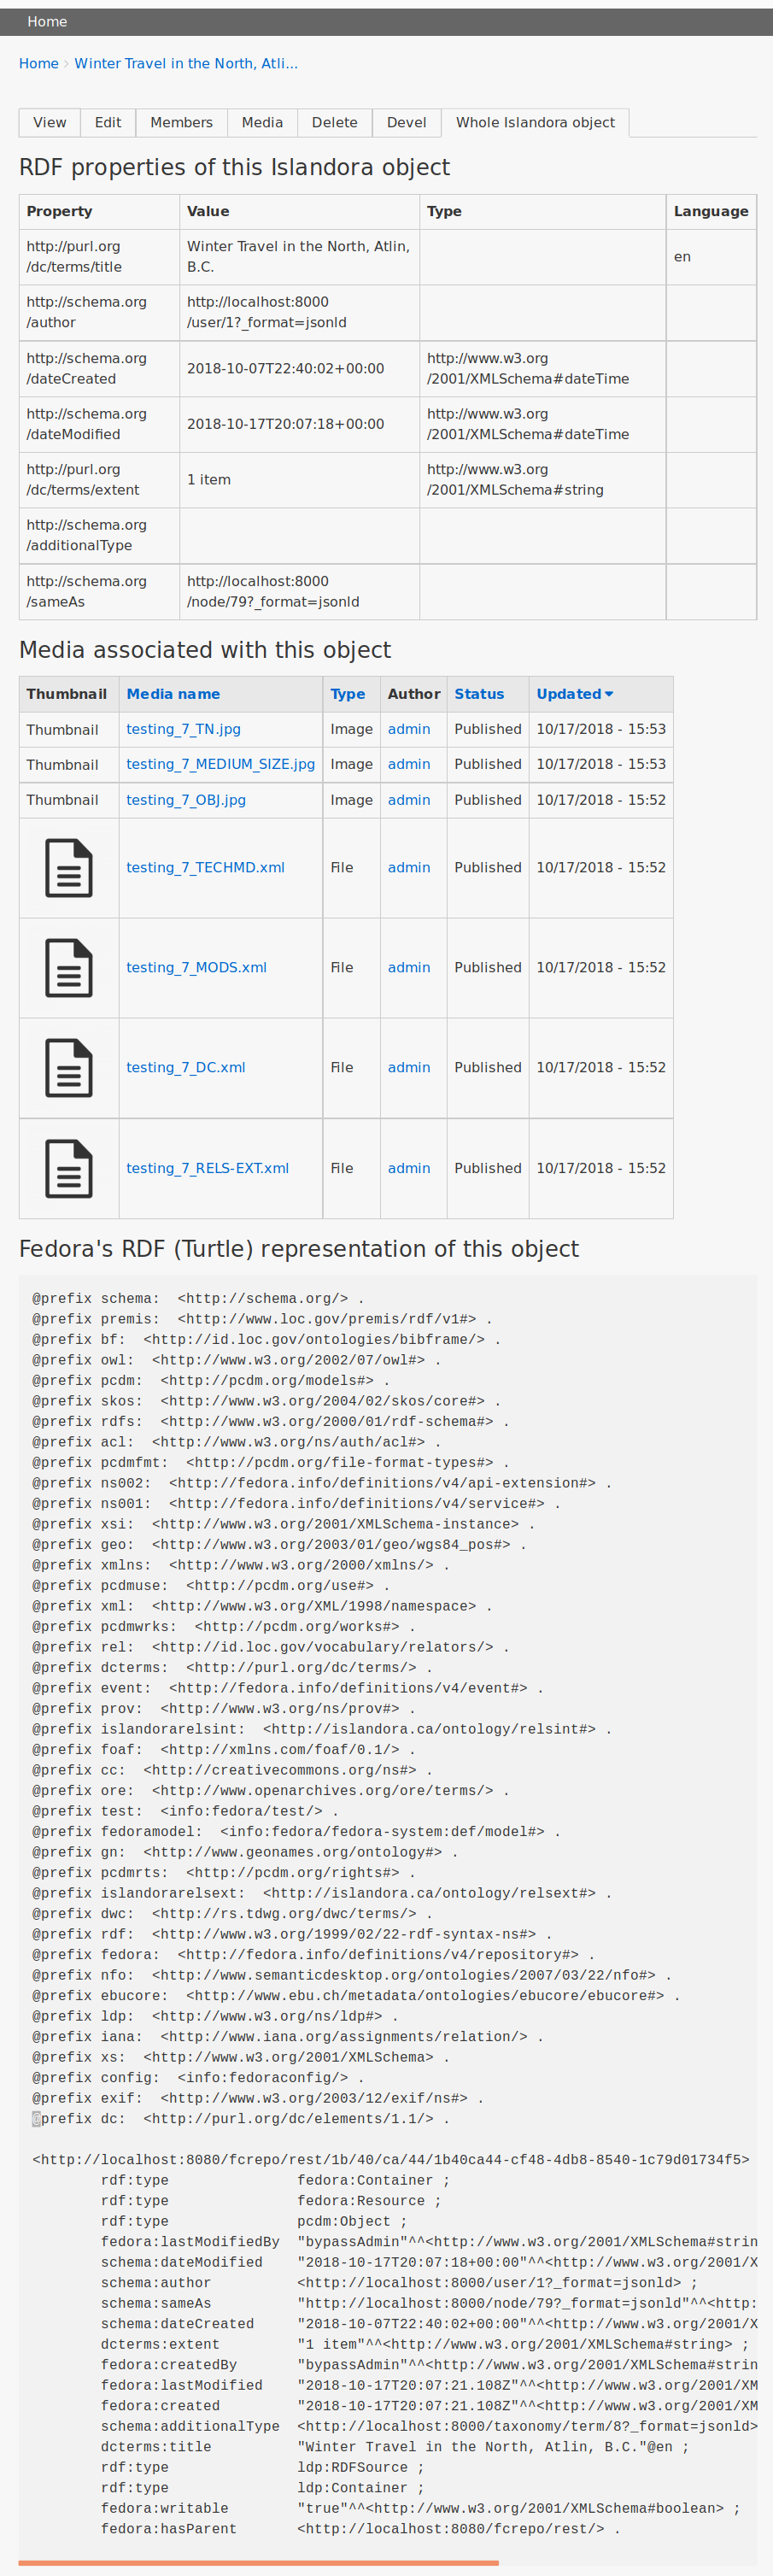 Home
Home › Winter Travel in the North, Atli...
View Edit Members Media Delete Devel Whole Islandora object
RDF properties of this Islandora object
Property Value Type Language
http://purl.org
/dc/terms/title
Winter Travel in the North, Atlin,
B.C.
en
http://schema.org
/author
http://localhost:8000
/user/1?_format=jsonld
http://schema.org
/dateCreated
2018-10-07T22:40:02+00:00
http://www.w3.org
/2001/XMLSchema#dateTime
http://schema.org
/dateModified
2018-10-17T20:07:18+00:00
http://www.w3.org
/2001/XMLSchema#dateTime
http://purl.org
/dc/terms/extent
1 item
http://www.w3.org
/2001/XMLSchema#string
http://schema.org
/additionalType
http://schema.org
/sameAs
http://localhost:8000
/node/79?_format=jsonld
Media associated with this object
Thumbnail Media name Type Author Status Updated
Thumbnail testing_7_TN.jpg Image admin Published 10/17/2018 - 15:53
Thumbnail testing_7_MEDIUM_SIZE.jpg Image admin Published 10/17/2018 - 15:53
Thumbnail testing_7_OBJ.jpg Image admin Published 10/17/2018 - 15:52
testing_7_TECHMD.xml File admin Published 10/17/2018 - 15:52
testing_7_MODS.xml File admin Published 10/17/2018 - 15:52
testing_7_DC.xml File admin Published 10/17/2018 - 15:52
testing_7_RELS-EXT.xml File admin Published 10/17/2018 - 15:52
Fedora's RDF (Turtle) representation of this object
@prefix schema:  <http://schema.org/> .
@prefix premis:  <http://www.loc.gov/premis/rdf/v1#> .
@prefix bf:  <http://id.loc.gov/ontologies/bibframe/> .
@prefix owl:  <http://www.w3.org/2002/07/owl#> .
@prefix pcdm:  <http://pcdm.org/models#> .
@prefix skos:  <http://www.w3.org/2004/02/skos/core#> .
@prefix rdfs:  <http://www.w3.org/2000/01/rdf-schema#> .
@prefix acl:  <http://www.w3.org/ns/auth/acl#> .
@prefix pcdmfmt:  <http://pcdm.org/file-format-types#> .
@prefix ns002:  <http://fedora.info/definitions/v4/api-extension#> .
@prefix ns001:  <http://fedora.info/definitions/v4/service#> .
@prefix xsi:  <http://www.w3.org/2001/XMLSchema-instance> .
@prefix geo:  <http://www.w3.org/2003/01/geo/wgs84_pos#> .
@prefix xmlns:  <http://www.w3.org/2000/xmlns/> .
@prefix pcdmuse:  <http://pcdm.org/use#> .
@prefix xml:  <http://www.w3.org/XML/1998/namespace> .
@prefix pcdmwrks:  <http://pcdm.org/works#> .
@prefix rel:  <http://id.loc.gov/vocabulary/relators/> .
@prefix dcterms:  <http://purl.org/dc/terms/> .
@prefix event:  <http://fedora.info/definitions/v4/event#> .
@prefix prov:  <http://www.w3.org/ns/prov#> .
@prefix islandorarelsint:  <http://islandora.ca/ontology/relsint#> .
@prefix foaf:  <http://xmlns.com/foaf/0.1/> .
@prefix cc:  <http://creativecommons.org/ns#> .
@prefix ore:  <http://www.openarchives.org/ore/terms/> .
@prefix test:  <info:fedora/test/> .
@prefix fedoramodel:  <info:fedora/fedora-system:def/model#> .
@prefix gn:  <http://www.geonames.org/ontology#> .
@prefix pcdmrts:  <http://pcdm.org/rights#> .
@prefix islandorarelsext:  <http://islandora.ca/ontology/relsext#> .
@prefix dwc:  <http://rs.tdwg.org/dwc/terms/> .
@prefix rdf:  <http://www.w3.org/1999/02/22-rdf-syntax-ns#> .
@prefix fedora:  <http://fedora.info/definitions/v4/repository#> .
@prefix nfo:  <http://www.semanticdesktop.org/ontologies/2007/03/22/nfo#> .
@prefix ebucore:  <http://www.ebu.ch/metadata/ontologies/ebucore/ebucore#> .
@prefix ldp:  <http://www.w3.org/ns/ldp#> .
@prefix iana:  <http://www.iana.org/assignments/relation/> .
@prefix xs:  <http://www.w3.org/2001/XMLSchema> .
@prefix config:  <info:fedoraconfig/> .
@prefix exif:  <http://www.w3.org/2003/12/exif/ns#> .
@prefix dc:  <http://purl.org/dc/elements/1.1/> .
<http://localhost:8080/fcrepo/rest/1b/40/ca/44/1b40ca44-cf48-4db8-8540-1c79d01734f5>
rdf:type fedora:Container ;
rdf:type fedora:Resource ;
rdf:type pcdm:Object ;
fedora:lastModifiedBy "bypassAdmin"^^<http://www.w3.org/2001/XMLSchema#strin
schema:dateModified "2018-10-17T20:07:18+00:00"^^<http://www.w3.org/2001/X
schema:author <http://localhost:8000/user/1?_format=jsonld> ;
schema:sameAs "http://localhost:8000/node/79?_format=jsonld"^^<http:
schema:dateCreated "2018-10-07T22:40:02+00:00"^^<http://www.w3.org/2001/X
dcterms:extent "1 item"^^<http://www.w3.org/2001/XMLSchema#string> ;
fedora:createdBy "bypassAdmin"^^<http://www.w3.org/2001/XMLSchema#strin
fedora:lastModified "2018-10-17T20:07:21.108Z"^^<http://www.w3.org/2001/XM
fedora:created "2018-10-17T20:07:21.108Z"^^<http://www.w3.org/2001/XM
schema:additionalType <http://localhost:8000/taxonomy/term/8?_format=jsonld>
dcterms:title "Winter Travel in the North, Atlin, B.C."@en ;
rdf:type ldp:RDFSource ;
rdf:type ldp:Container ;
fedora:writable "true"^^<http://www.w3.org/2001/XMLSchema#boolean> ;
fedora:hasParent <http://localhost:8080/fcrepo/rest/> .